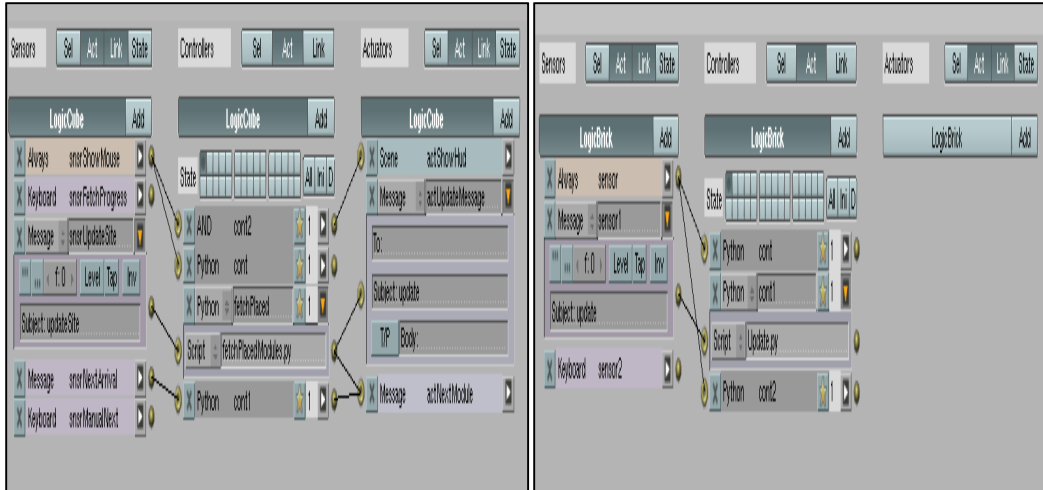 Sensors Sel Act Link State Controllers Sel Act Link Actuators Sel Act Link State
LogicCube Add LogicCube Add LogicCube Add
X Always snsrShowMouse
X Keyboard snsrFetchProgress
X Message snsrUpdateSite
f: 0 Level Tap Inv
Subject: updateSite
X Message snsrNextArrival
X Keyboard snsrManualNext
State All Ini D
X AND cont2 1
X Python cont 1
X Python fetchPlaced 1
Script fetchPlacedModules.py
X Python cont1 1
X Scene actShowHud
X Message actUpdateMessage
To:
Subject: update
T/P Body:
X Message actNextModule
Sensors Sel Act Link State Controllers Sel Act Link Actuators Sel Act Link State
LogicBrick Add LogicBrick Add LogicBrick Add
X Always sensor
X Message sensor1
f: 0 Level Tap Inv
Subject: update
X Keyboard sensor2
State All Ini D
X Python cont 1
X Python cont1 1
Script Update.py
X Python cont2 1